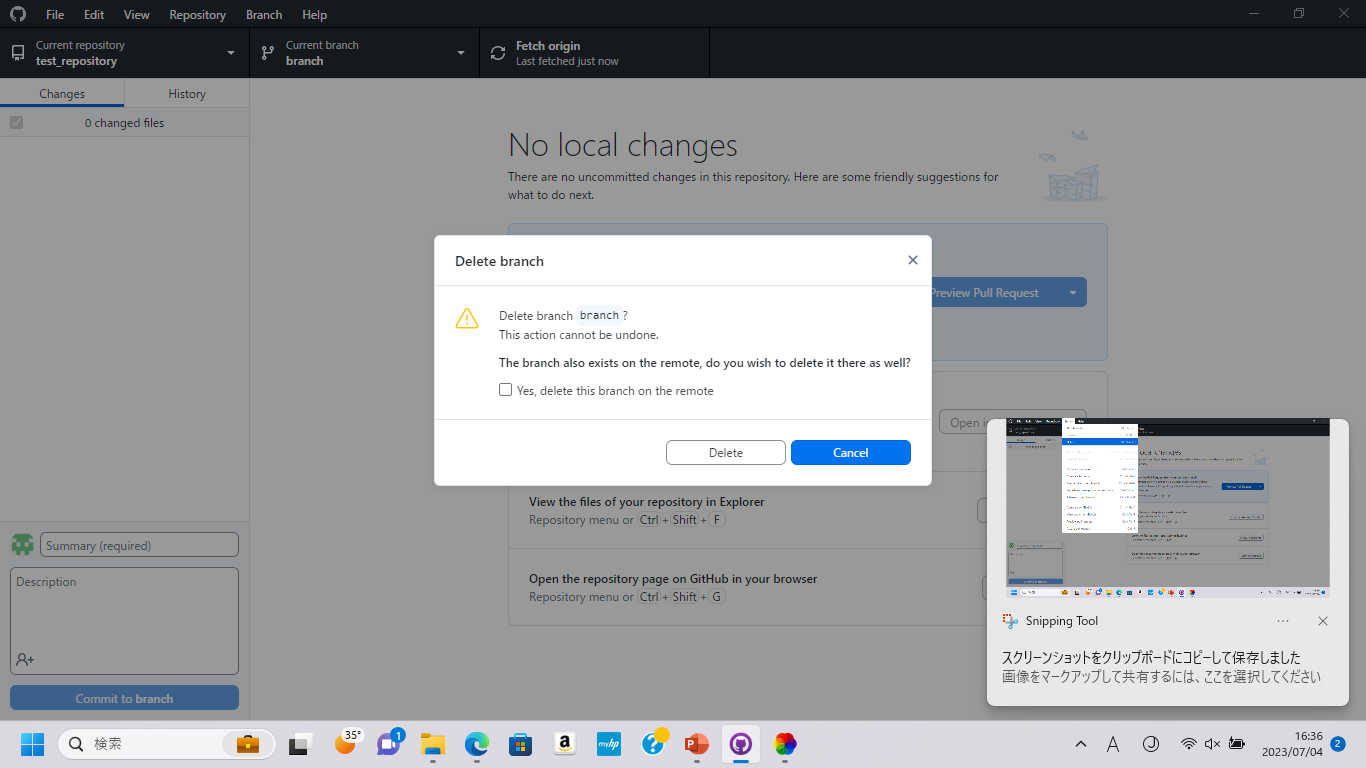 File Edit View Repository Branch Help
Current repository
test_repository
Current branch
branch
Fetch origin
Last fetched just now
Changes History
0 changed files
No local changes
There are no uncommitted changes in this repository. Here are some friendly suggestions for
what to do next.
Preview Pull Request
Delete branch
Delete branch branch ?
This action cannot be undone.
The branch also exists on the remote, do you wish to delete it there as well?
Yes, delete this branch on the remote
Delete Cancel
Open in
View the files of your repository in Explorer
Repository menu or Ctrl + Shift + F
Open the repository page on GitHub in your browser
Repository menu or Ctrl + Shift + G
Summary (required)
Description
Commit to branch
Snipping Tool
スクリーンショットをクリップボードにコピーして保存しました
画像をマークアップして共有するには、ここを選択してください
検索
35°
1
a
myhp
A
16:36
2023/07/04
2